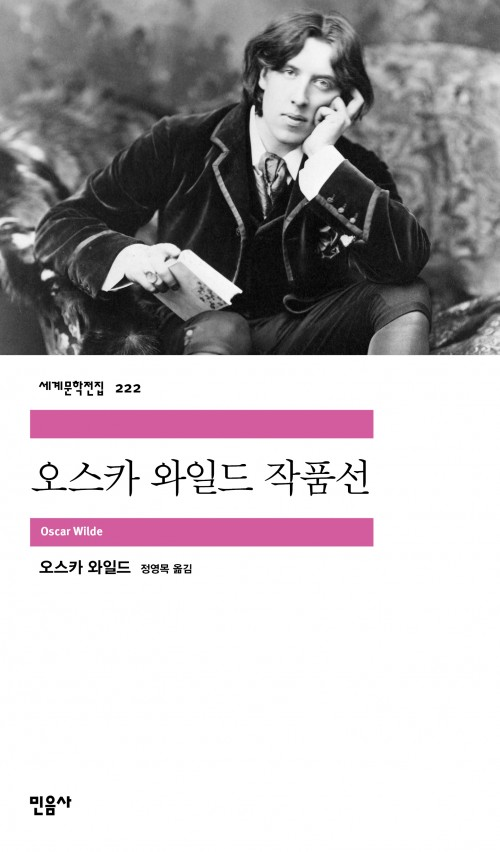 세계문학전집 222
오스카 와일드 작품선
Oscar Wilde
오스카 와일드 정영목 옮김
민음사